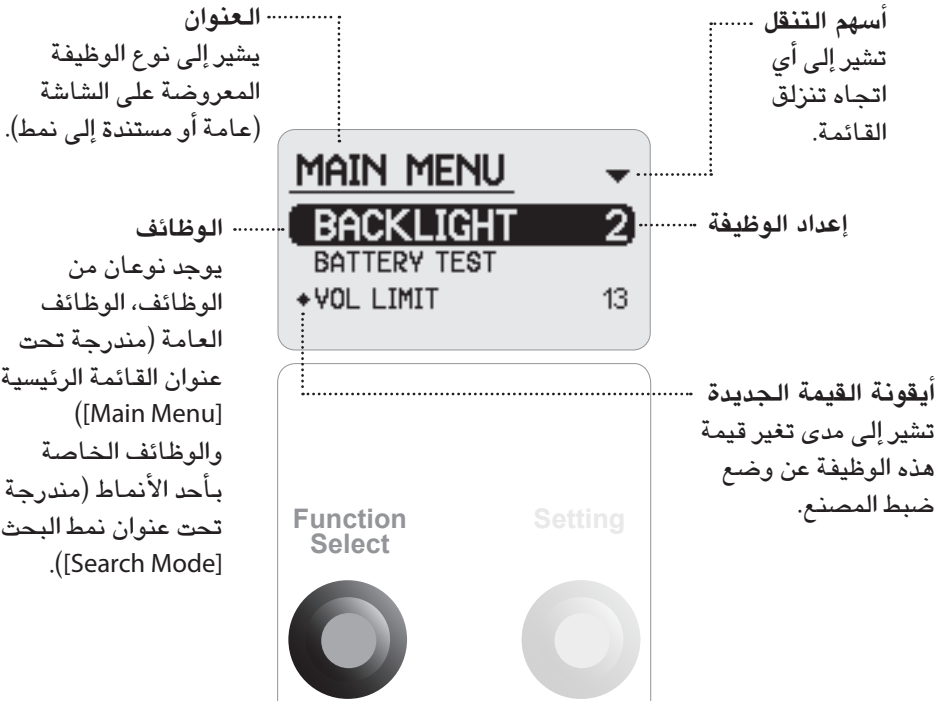 أسهم التنقل
تشير إلى أي
اتجاه تنزلق
القائمة.
العنوان
يشير إلى نوع الوظيفة
المعروضة على الشاشة
(عامة أو مستندة إلى نمط).
MAIN MENU
BACKLIGHT 2
BATTERY TEST
VOL LIMIT 13
إعداد الوظيفة
الوظائف
يوجد نوعان من
الوظائف، الوظائف
العامة (مندرجة تحت
عنوان القائمة الرئيسية
[Main Menu])
والوظائف الخاصة
بأحد الأنماط (مندرجة
تحت عنوان نمط البحث
[Search Mode]).
أيقونة القيمة الجديدة
تشير إلى مدى تغير قيمة
هذه الوظيفة عن وضع
ضبط المصنع.
Function
Select
Setting